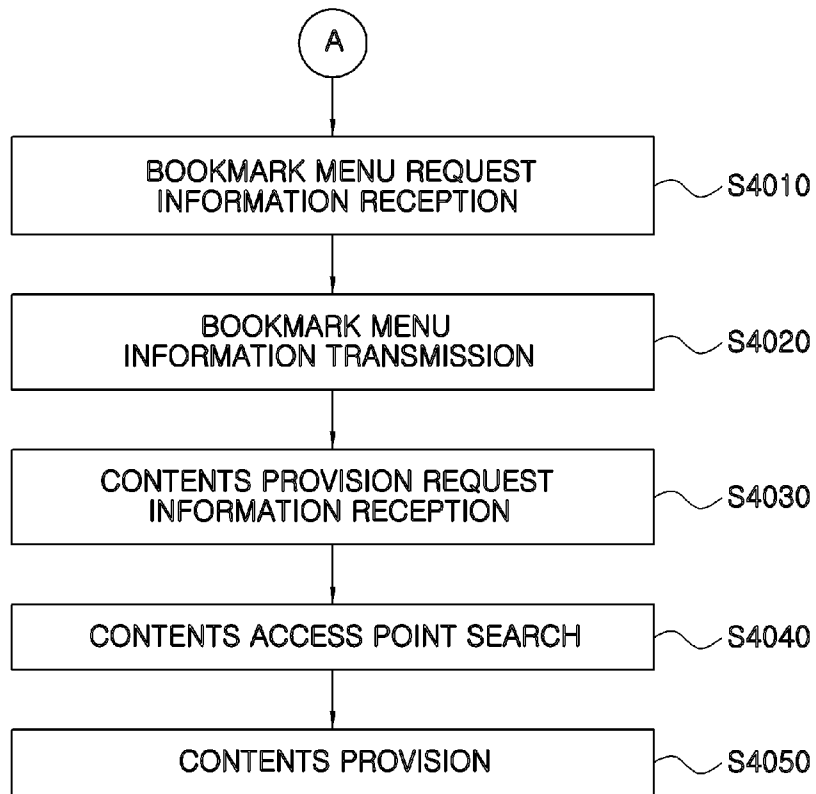 A
BOOKMARK MENU REQUEST
INFORMATION RECEPTION
S4010
BOOKMARK MENU
INFORMATION TRANSMISSION
S4020
CONTENTS PROVISION REQUEST
INFORMATION RECEPTION
S4030
CONTENTS ACCESS POINT SEARCH
S4040
CONTENTS PROVISION
S4050